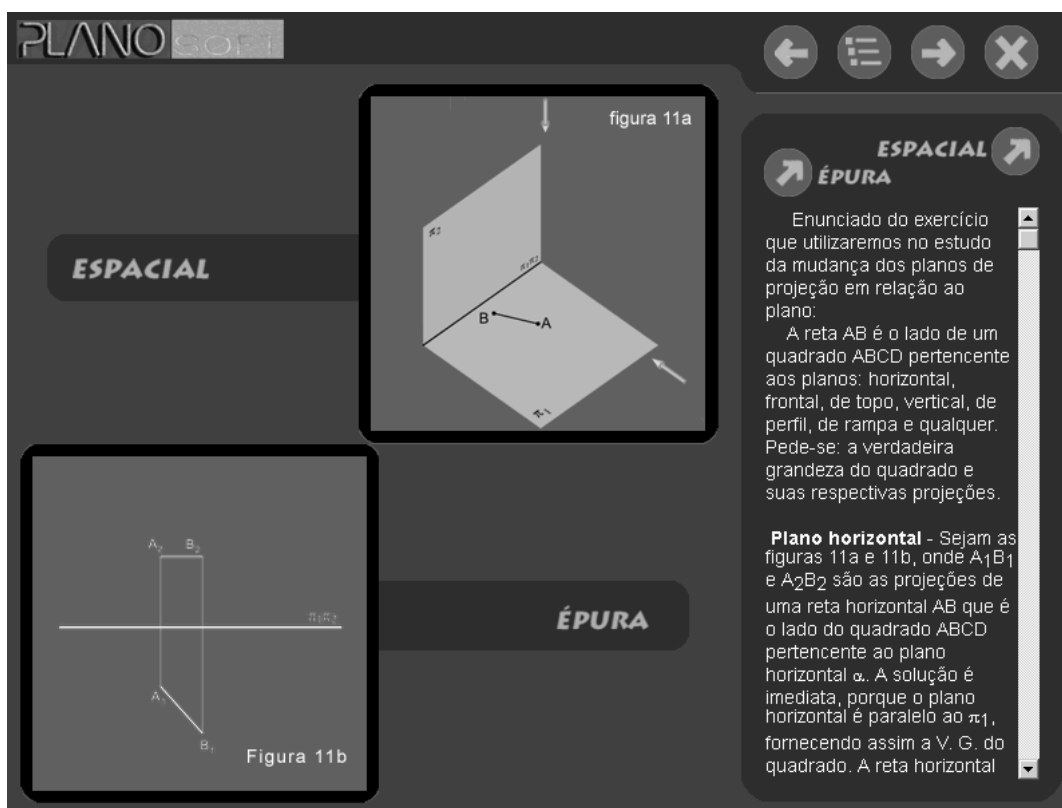 PLANO SOFT
figura 11a
π2
π1π2
B
A
π1
ESPACIAL
A2 B2
π1π2
A1
B1
Figura 11b
ÉPURA
ESPACIAL
ÉPURA
Enunciado do exercício
que utilizaremos no estudo
da mudança dos planos de
projeção em relação ao
plano:
A reta AB é o lado de um
quadrado ABCD pertencente
aos planos: horizontal,
frontal, de topo, vertical, de
perfil, de rampa e qualquer.
Pede-se: a verdadeira
grandeza do quadrado e
suas respectivas projeções.
Plano horizontal - Sejam as
figuras 11a e 11b, onde A1B1
e A2B2 são as projeções de
uma reta horizontal AB que é
o lado do quadrado ABCD
pertencente ao plano
horizontal α. A solução é
imediata, porque o plano
horizontal é paralelo ao π1,
fornecendo assim a V. G. do
quadrado. A reta horizontal